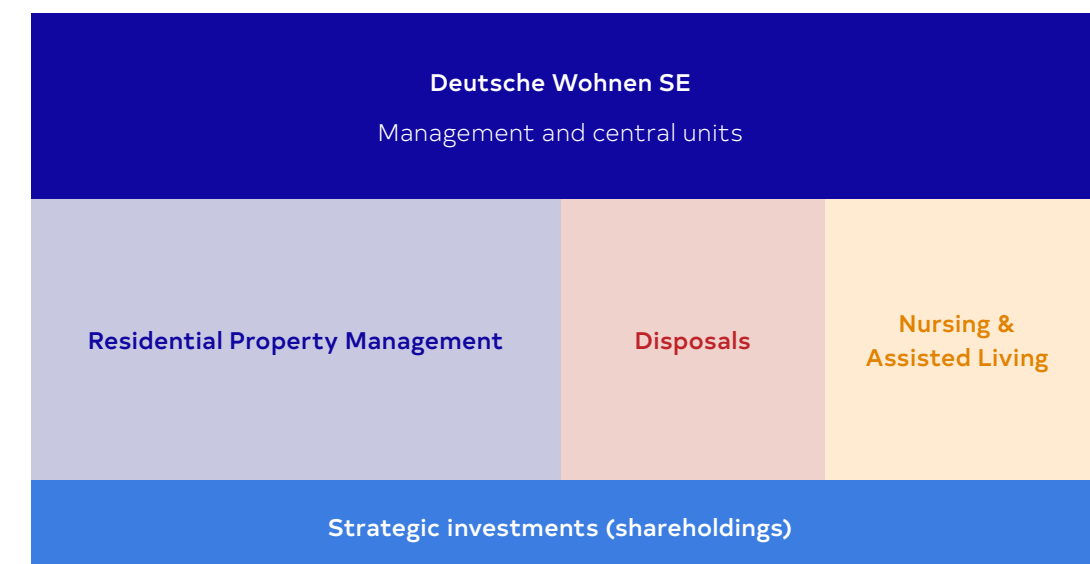 Deutsche Wohnen SE
Management and central units
Residential Property Management
Disposals
Nursing &
Assisted Living
Strategic investments (shareholdings)